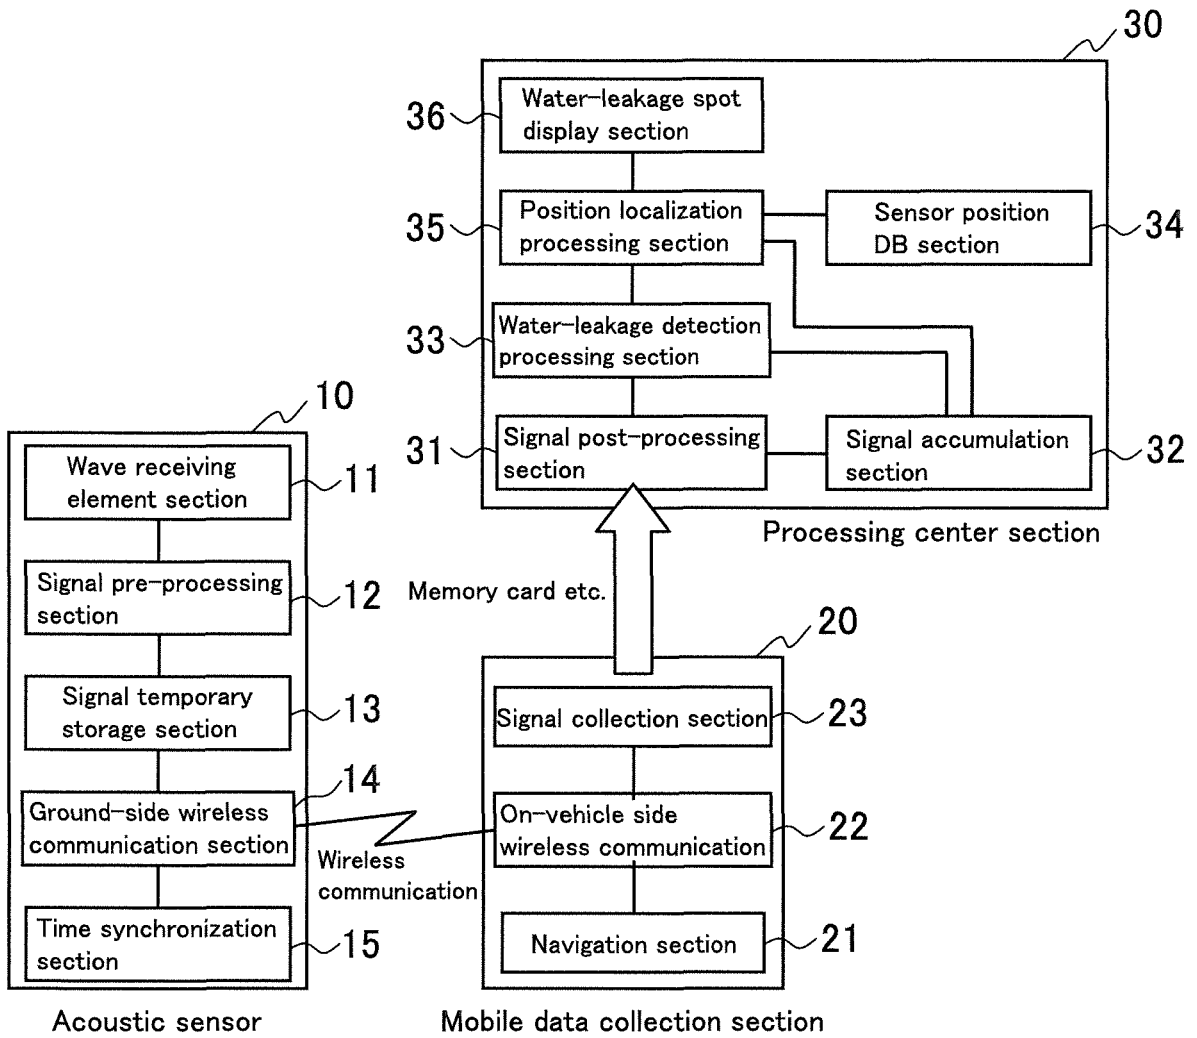 30
36
Water-leakage spot
display section
35
Position localization
processing section
Sensor position
DB section
34
33
Water-leakage detection
processing section
31
Signal post-processing
section
Signal accumulation
section
32
Processing center section
10
Wave receiving
element section
11
Signal pre-processing
section
12
Signal temporary
storage section
13
Ground-side wireless
communication section
14
Time synchronization
section
15
Acoustic sensor
Wireless
communication
Memory card etc.
20
Signal collection section
23
On-vehicle side
wireless communication
22
Navigation section
21
Mobile data collection section